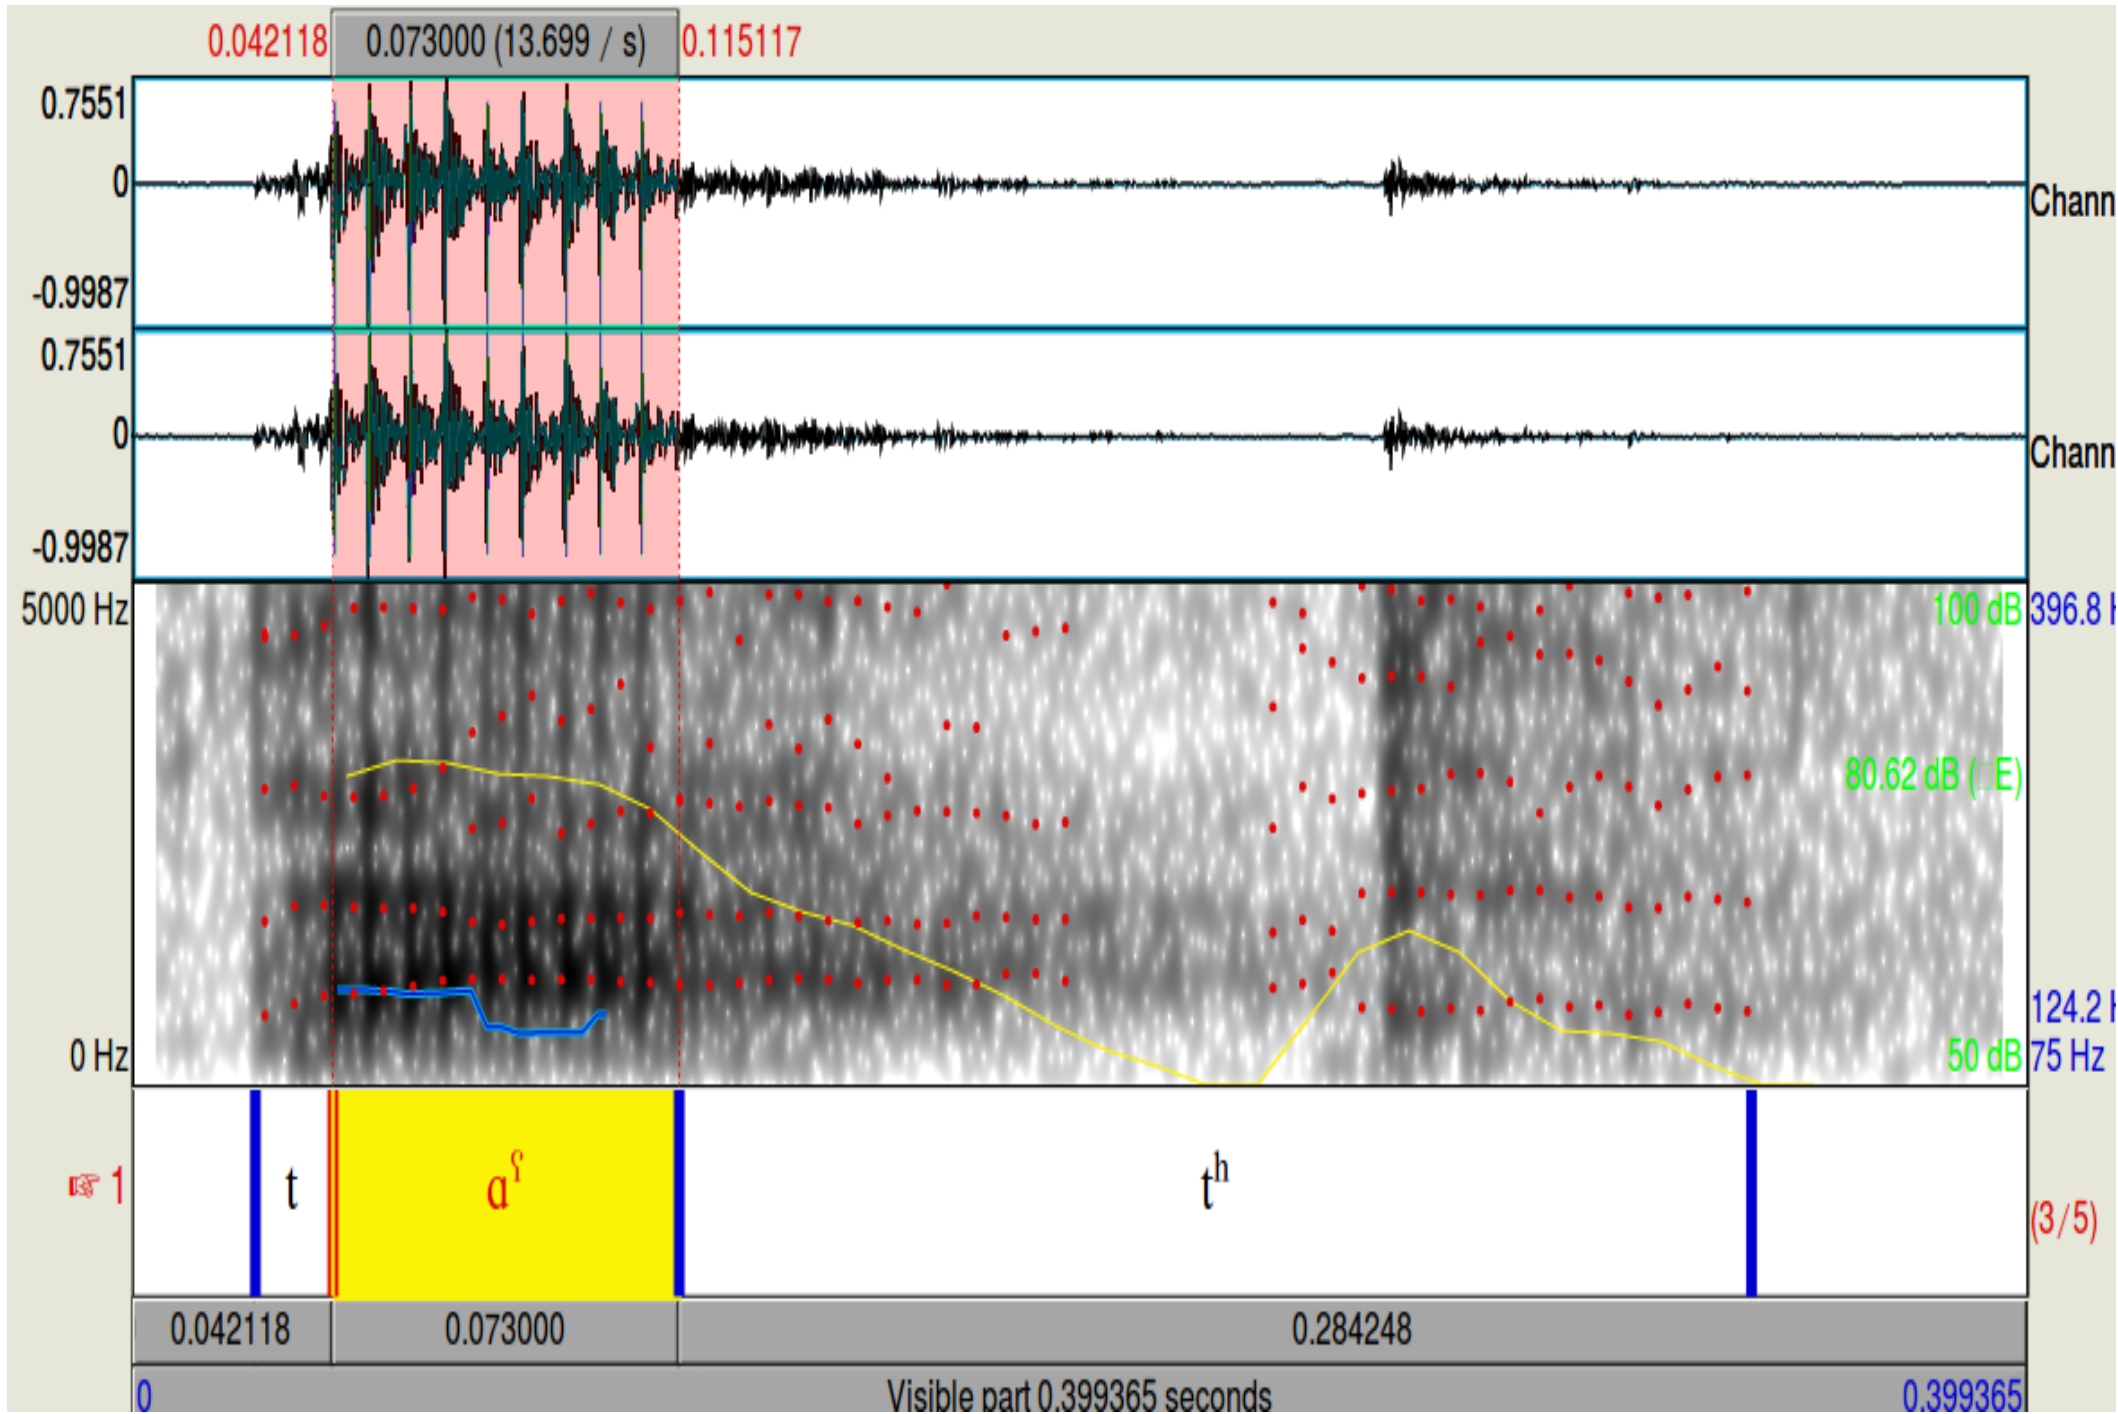 0.042118 0.073000 (13.699 / s) 0.115117
0.7551
0
-0.9987
Chann
0.7551
0
-0.9987
Chann
5000 Hz
0 Hz
100 dB
80.62 dB (□E)
50 dB
396.8 H
124.2 H
75 Hz
☞ 1
t ɑˤ tʰ
(3/5)
0.042118 0.073000 0.284248
0 Visible part 0.399365 seconds 0.399365